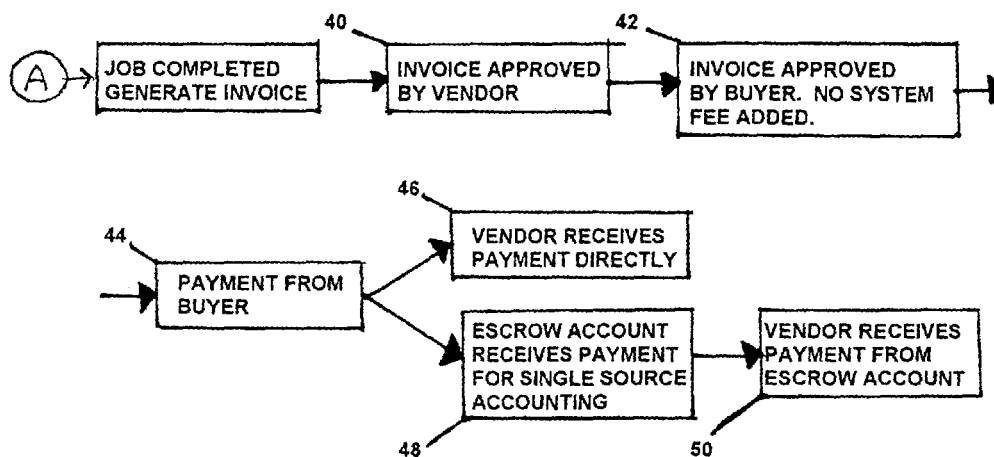 40
42
A
JOB COMPLETED
GENERATE INVOICE
INVOICE APPROVED
BY VENDOR
INVOICE APPROVED
BY BUYER. NO SYSTEM
FEE ADDED.
44
PAYMENT FROM
BUYER
46
VENDOR RECEIVES
PAYMENT DIRECTLY
ESCROW ACCOUNT
RECEIVES PAYMENT
FOR SINGLE SOURCE
ACCOUNTING
48
VENDOR RECEIVES
PAYMENT FROM
ESCROW ACCOUNT
50